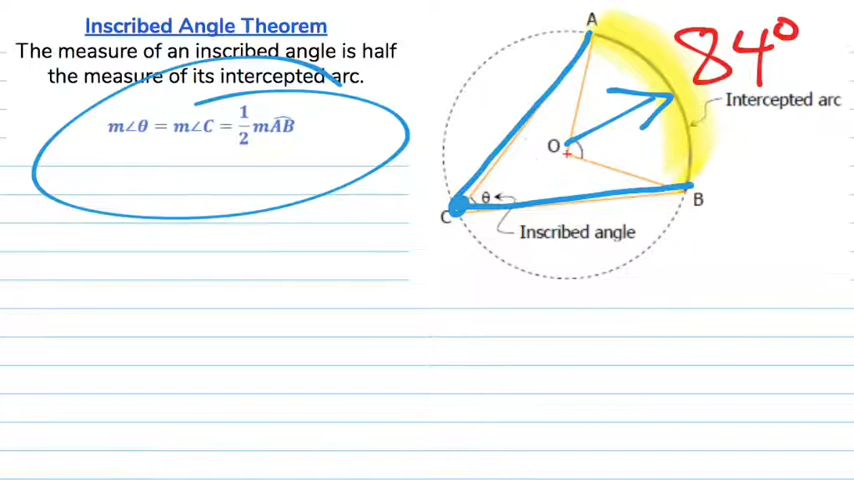 Inscribed Angle Theorem
The measure of an inscribed angle is half
the measure of its intercepted arc.
m∠θ = m∠C = 1/2 mAB͡
A
84°
Intercepted arc
O
θ
B
C
Inscribed angle